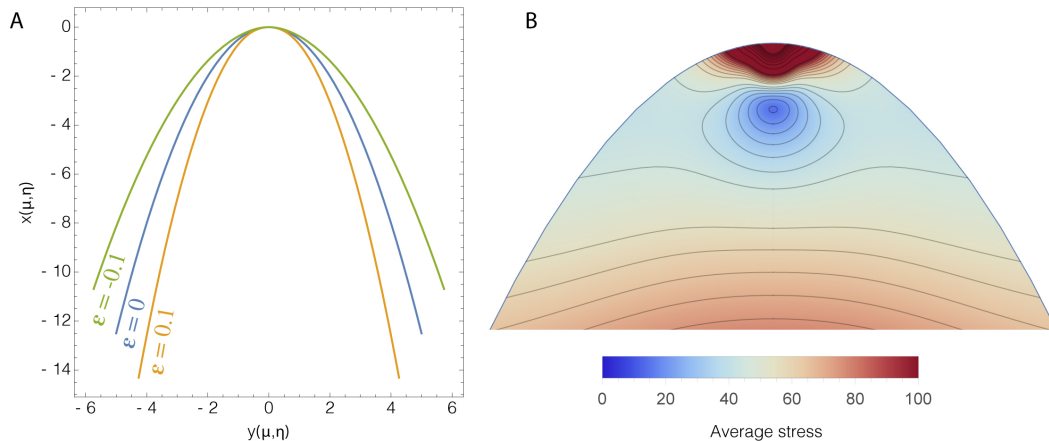 A
B
0
- 2
- 4
- 6
- 8
- 10
- 12
- 14
x(μ,η)
ε = -0.1
ε = 0
ε = 0.1
- 6 - 4 - 2 0 2 4 6
y(μ,η)
0 20 40 60 80 100
Average stress